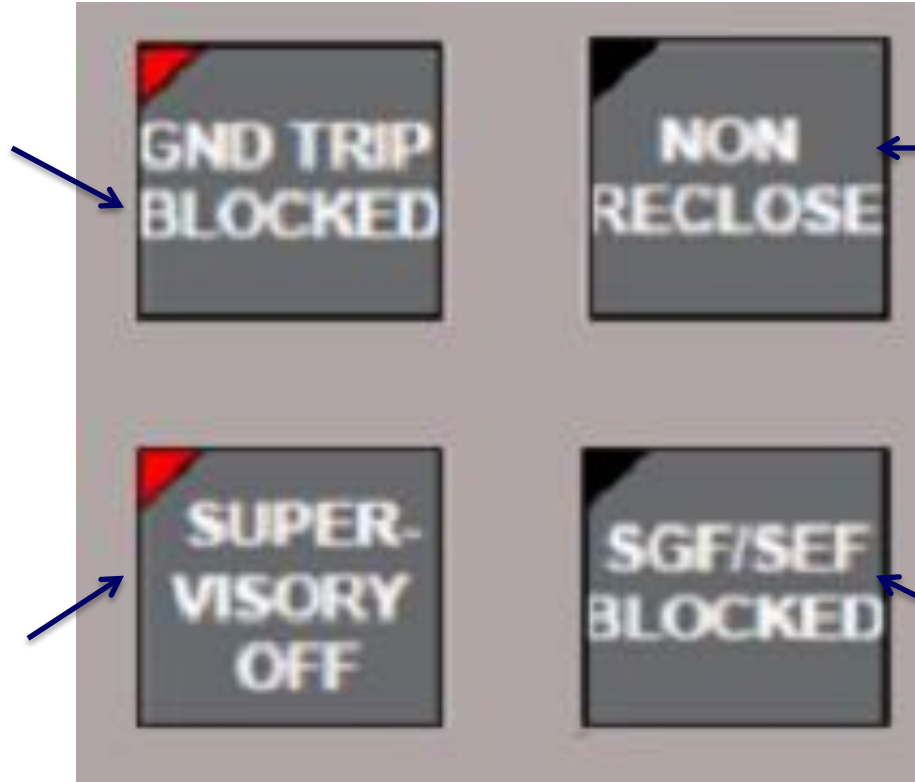 GND TRIP
BLOCKED
NON
RECLOSE
SUPER-
VISORY
OFF
SGF/SEF
BLOCKED